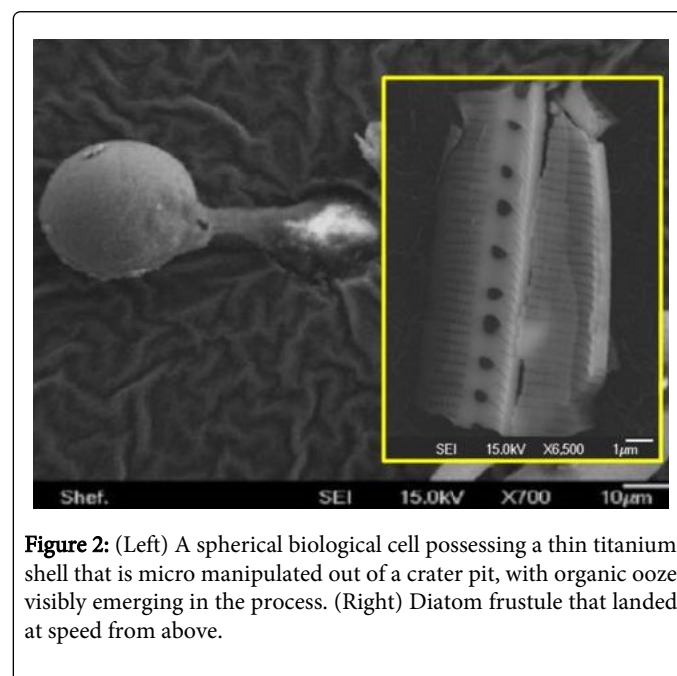 SEI 15.0kV X6,500 1μm
Shef. SEI 15.0kV X700 10μm
Figure 2: (Left) A spherical biological cell possessing a thin titanium
shell that is micro manipulated out of a crater pit, with organic ooze
visibly emerging in the process. (Right) Diatom frustule that landed
at speed from above.